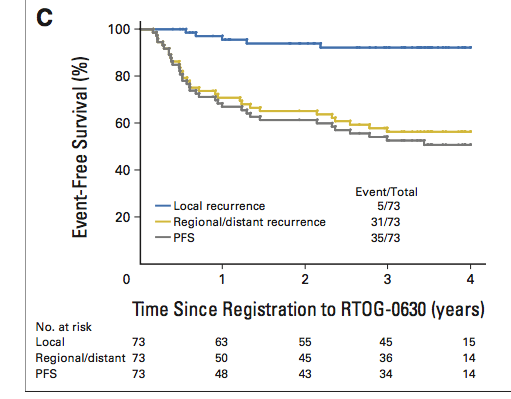 C
Event-Free Survival (%)
100
80
60
40
20
Event/Total
Local recurrence 5/73
Regional/distant recurrence 31/73
PFS 35/73
0 1 2 3 4
Time Since Registration to RTOG-0630 (years)
No. at risk
Local 73 63 55 45 15
Regional/distant 73 50 45 36 14
PFS 73 48 43 34 14